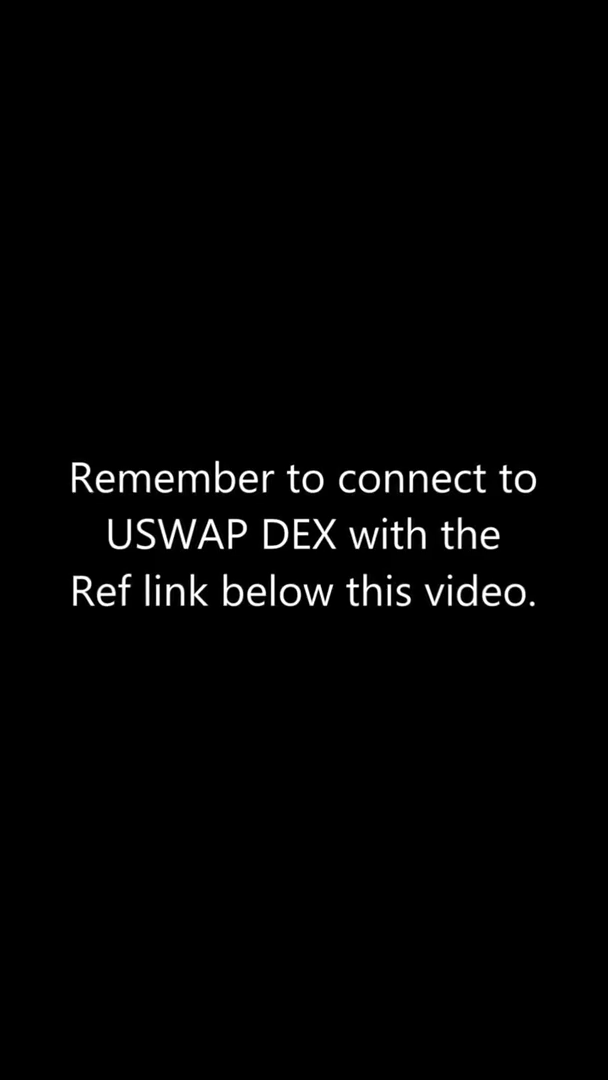 Remember to connect to
USWAP DEX with the
Ref link below this video.